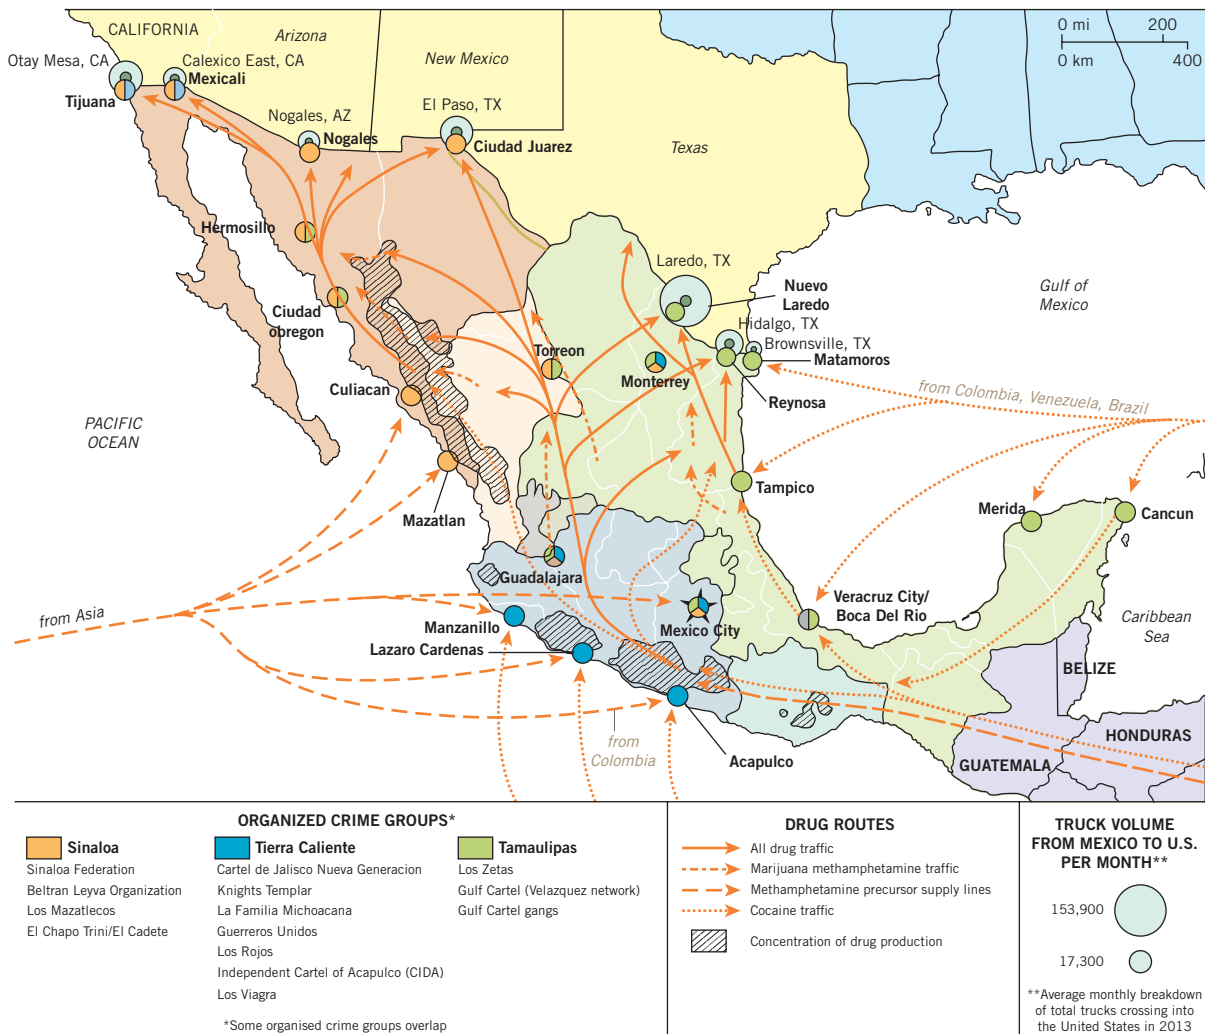 CALIFORNIA
Arizona
New Mexico
Texas
0 mi 200
0 km 400
Otay Mesa, CA
Calexico East, CA
Mexicali
Tijuana
Nogales, AZ
Nogales
El Paso, TX
Ciudad Juarez
Hermosillo
Laredo, TX
Nuevo
Laredo
Gulf of
Mexico
Ciudad
obregon
Hidalgo, TX
Brownsville, TX
Matamoros
Torreon
Monterrey
Reynosa
Culiacan
from Colombia, Venezuela, Brazil
PACIFIC
OCEAN
Mazatlan
Tampico
Merida
Cancun
Guadalajara
from Asia
Manzanillo
Mexico City
Veracruz City/
Boca Del Rio
Caribbean
Sea
Lazaro Cardenas
BELIZE
from
Colombia
Acapulco
HONDURAS
GUATEMALA
ORGANIZED CRIME GROUPS*
Sinaloa
Sinaloa Federation
Beltran Leyva Organization
Los Mazatlecos
El Chapo Trini/El Cadete
Tierra Caliente
Cartel de Jalisco Nueva Generacion
Knights Templar
La Familia Michoacana
Guerreros Unidos
Los Rojos
Independent Cartel of Acapulco (CIDA)
Los Viagra
Tamaulipas
Los Zetas
Gulf Cartel (Velazquez network)
Gulf Cartel gangs
*Some organised crime groups overlap
DRUG ROUTES
All drug traffic
Marijuana methamphetamine traffic
Methamphetamine precursor supply lines
Cocaine traffic
Concentration of drug production
TRUCK VOLUME
FROM MEXICO TO U.S.
PER MONTH**
153,900
17,300
**Average monthly breakdown
of total trucks crossing into
the United States in 2013